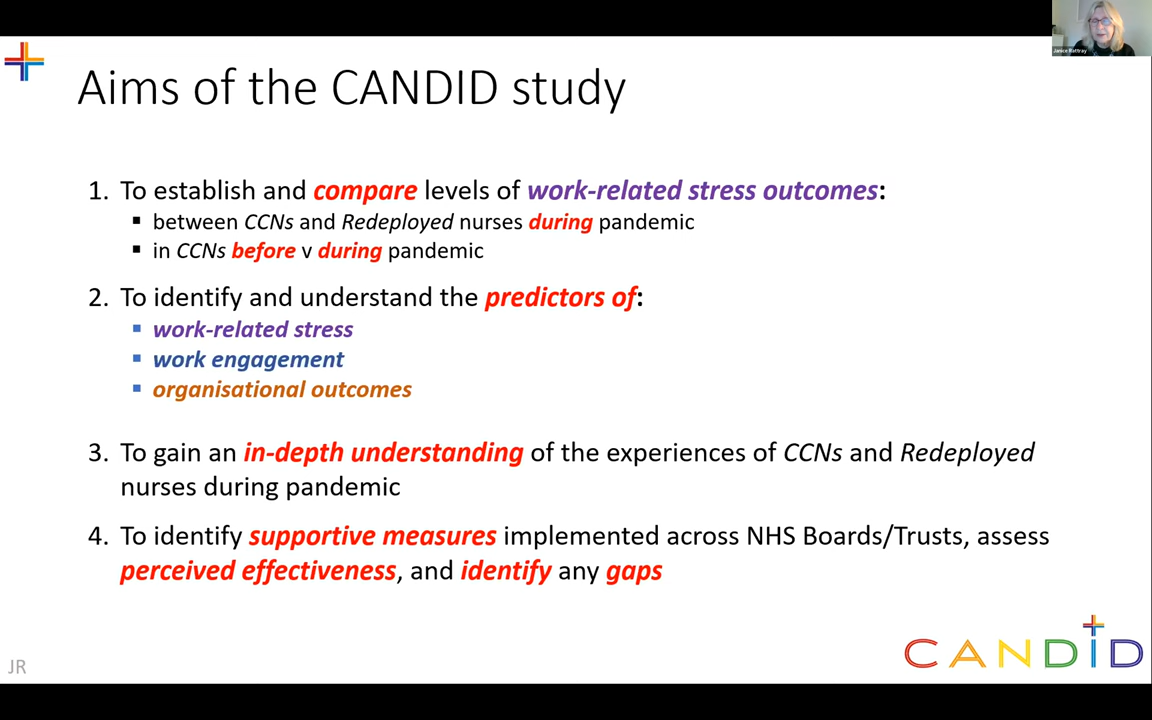 Janice Rattray
Aims of the CANDID study
1. To establish and compare levels of work-related stress outcomes:
▪ between CCNs and Redeployed nurses during pandemic
▪ in CCNs before v during pandemic
2. To identify and understand the predictors of:
▪ work-related stress
▪ work engagement
▪ organisational outcomes
3. To gain an in-depth understanding of the experiences of CCNs and Redeployed
nurses during pandemic
4. To identify supportive measures implemented across NHS Boards/Trusts, assess
perceived effectiveness, and identify any gaps
CANDID
JR